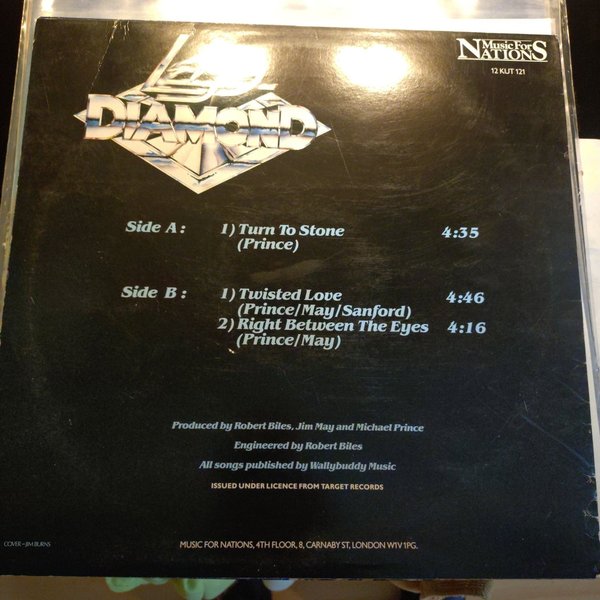 Music For
NATIONS
12 KUT 121
DIAMOND
Side A : 1) Turn To Stone 4:35
(Prince)
Side B : 1) Twisted Love 4:46
(Prince/May/Sanford)
2) Right Between The Eyes 4:16
(Prince/May)
Produced by Robert Biles, Jim May and Michael Prince
Engineered by Robert Biles
All songs published by Wallybuddy Music
ISSUED UNDER LICENCE FROM TARGET RECORDS
COVER – JIM BURNS
MUSIC FOR NATIONS, 4TH FLOOR, 8, CARNABY ST, LONDON W1V 1PG.